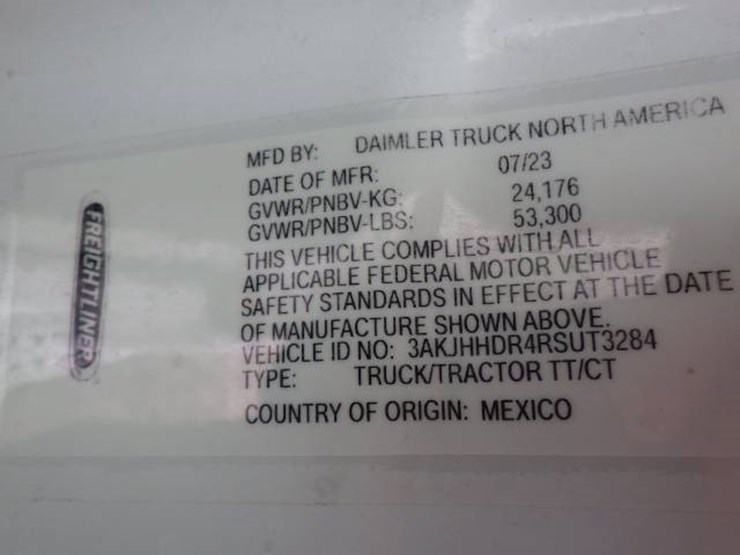 FREIGHTLINER
MFD BY: DAIMLER TRUCK NORTH AMERICA
DATE OF MFR: 07/23
GVWR/PNBV-KG: 24,176
GVWR/PNBV-LBS: 53,300
THIS VEHICLE COMPLIES WITH ALL
APPLICABLE FEDERAL MOTOR VEHICLE
SAFETY STANDARDS IN EFFECT AT THE DATE
OF MANUFACTURE SHOWN ABOVE.
VEHICLE ID NO: 3AKJHHDR4RSUT3284
TYPE: TRUCK/TRACTOR TT/CT
COUNTRY OF ORIGIN: MEXICO